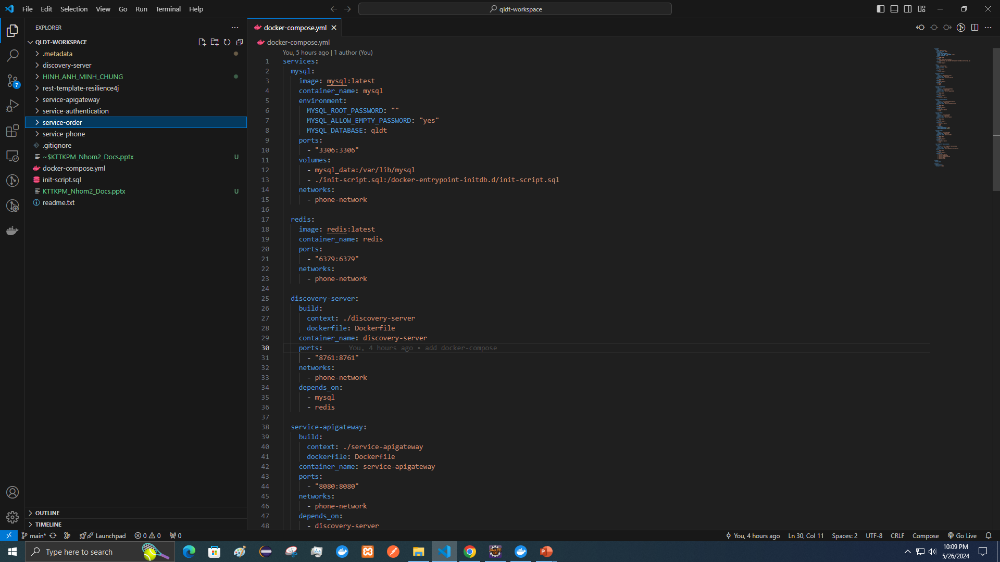 File Edit Selection View Go Run Terminal Help
qldt-workspace
EXPLORER
QLDT-WORKSPACE
.metadata
discovery-server
HINH_ANH_MINH_CHUNG
rest-template-resilience4j
service-apigateway
service-authentication
service-order
service-phone
.gitignore
~$KTTKPM_Nhom2_Docs.pptx U
docker-compose.yml
init-script.sql
KTTKPM_Nhom2_Docs.pptx U
readme.txt
OUTLINE
TIMELINE
7
docker-compose.yml
docker-compose.yml
You, 5 hours ago | 1 author (You)
1 services:
2 mysql:
3 image: mysql:latest
4 container_name: mysql
5 environment:
6 MYSQL_ROOT_PASSWORD: ""
7 MYSQL_ALLOW_EMPTY_PASSWORD: "yes"
8 MYSQL_DATABASE: qldt
9 ports:
10 - "3306:3306"
11 volumes:
12 - mysql_data:/var/lib/mysql
13 - ./init-script.sql:/docker-entrypoint-initdb.d/init-script.sql
14 networks:
15 - phone-network
16
17 redis:
18 image: redis:latest
19 container_name: redis
20 ports:
21 - "6379:6379"
22 networks:
23 - phone-network
24
25 discovery-server:
26 build:
27 context: ./discovery-server
28 dockerfile: Dockerfile
29 container_name: discovery-server
30 ports: You, 4 hours ago • add docker-compose
31 - "8761:8761"
32 networks:
33 - phone-network
34 depends_on:
35 - mysql
36 - redis
37
38 service-apigateway:
39 build:
40 context: ./service-apigateway
41 dockerfile: Dockerfile
42 container_name: service-apigateway
43 ports:
44 - "8080:8080"
45 networks:
46 - phone-network
47 depends_on:
48 - discovery-server
main* Launchpad 0 0 0 You, 4 hours ago Ln 30, Col 11 Spaces: 2 UTF-8 CRLF Compose Go Live
Type here to search
10:09 PM
5/26/2024